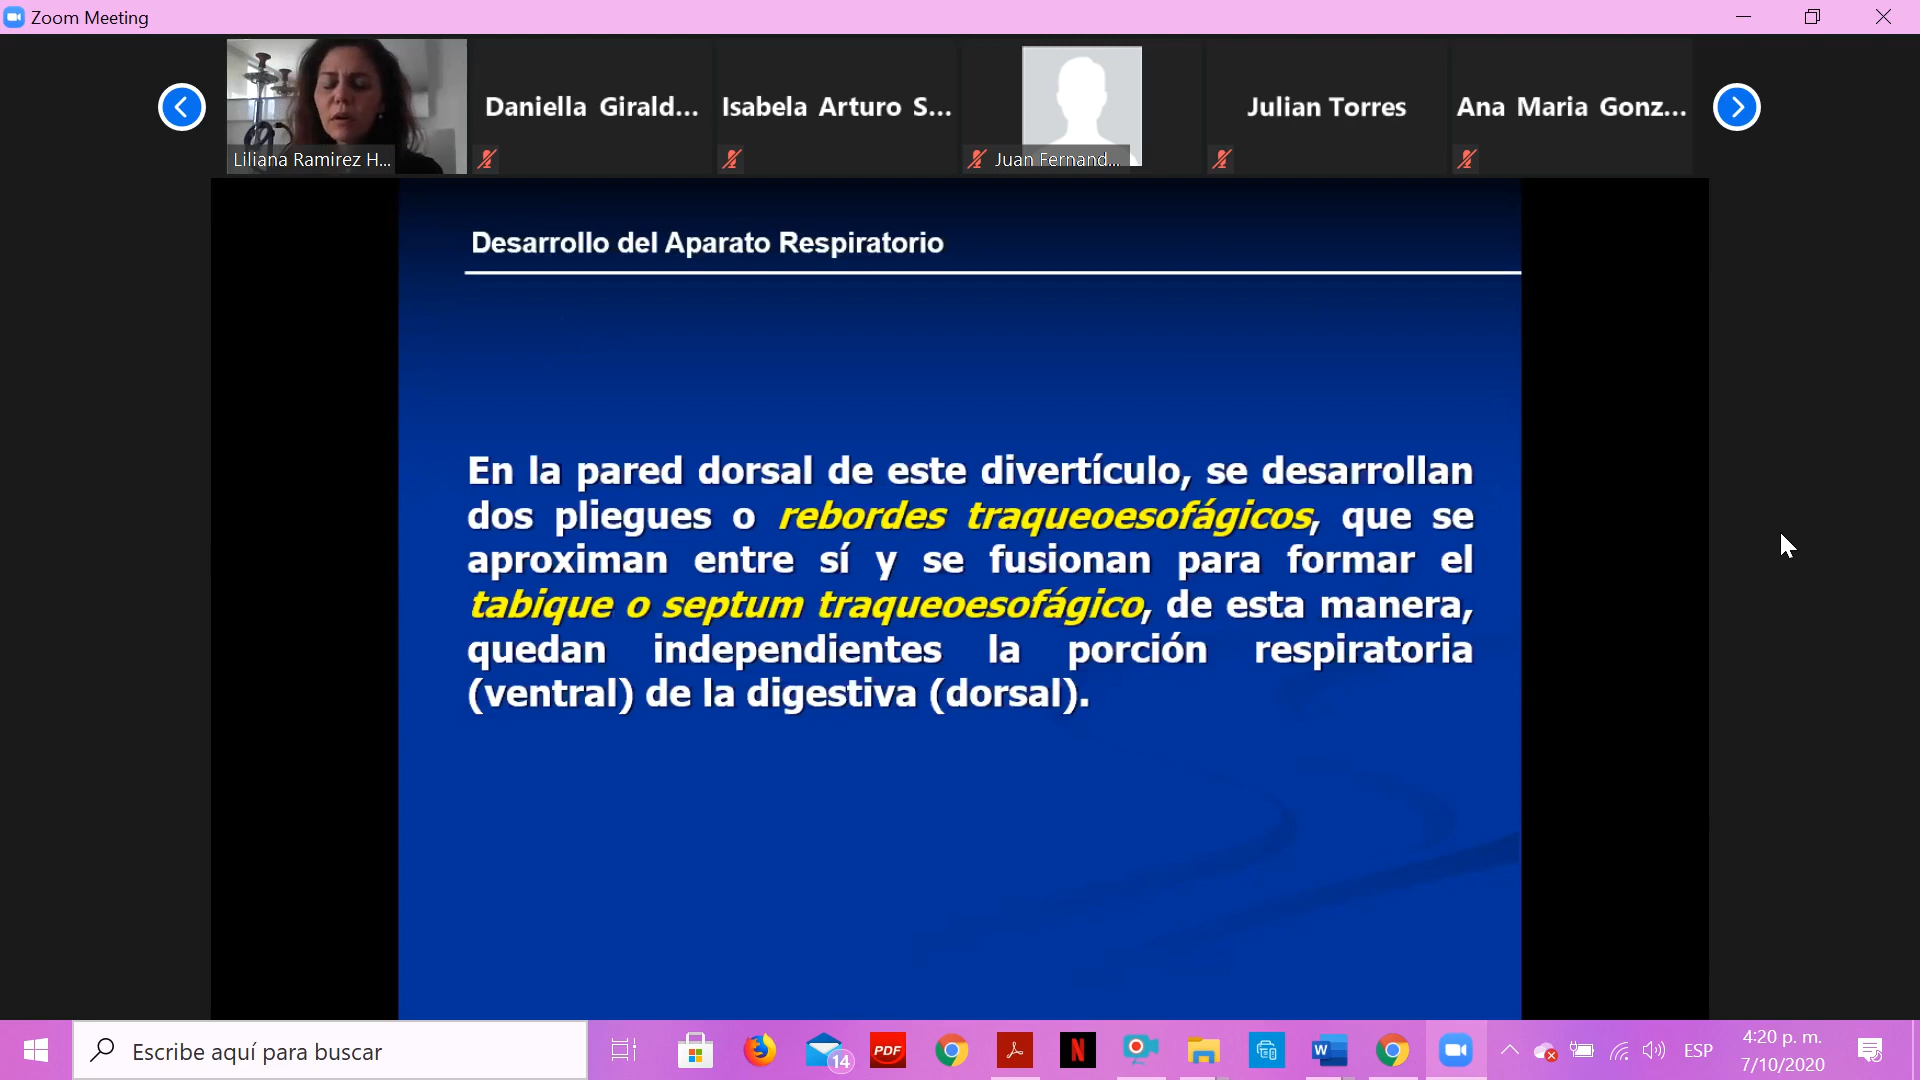 Zoom Meeting
Daniella Girald...
Isabela Arturo S...
Julian Torres
Ana Maria Gonz...
Liliana Ramirez H...
Juan Fernand...
Desarrollo del Aparato Respiratorio
En la pared dorsal de este divertículo, se desarrollan
dos pliegues o rebordes traqueoesofágicos, que se
aproximan entre sí y se fusionan para formar el
tabique o septum traqueoesofágico, de esta manera,
quedan independientes la porción respiratoria
(ventral) de la digestiva (dorsal).
Escribe aquí para buscar
14
PDF
N
W
ESP
4:20 p. m.
7/10/2020